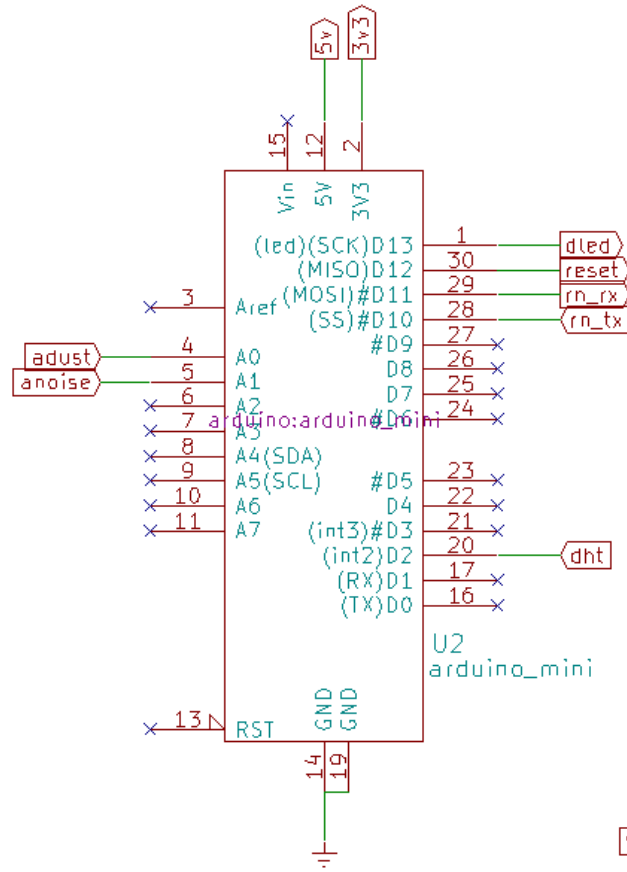 5v
3v3
15
12
2
Vin
5V
3V3
(led)(SCK)D13
1
dled
(MISO)D12
30
reset
(MOSI)#D11
29
rn_rx
(SS)#D10
28
rn_tx
3
Aref
#D9
27
adust
4
A0
D8
26
anoise
5
A1
D7
25
6
A2
#D6
24
arduino:arduino_mini
7
A3
8
A4(SDA)
9
A5(SCL)
#D5
23
10
A6
D4
22
11
A7
(int3)#D3
21
(int2)D2
20
dht
(RX)D1
17
(TX)D0
16
U2
arduino_mini
13
RST
GND
GND
14
19